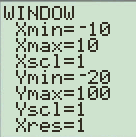 WINDOW
Xmin=-10
Xmax=10
Xscl=1
Ymin=-20
Ymax=100
Yscl=1
Xres=1